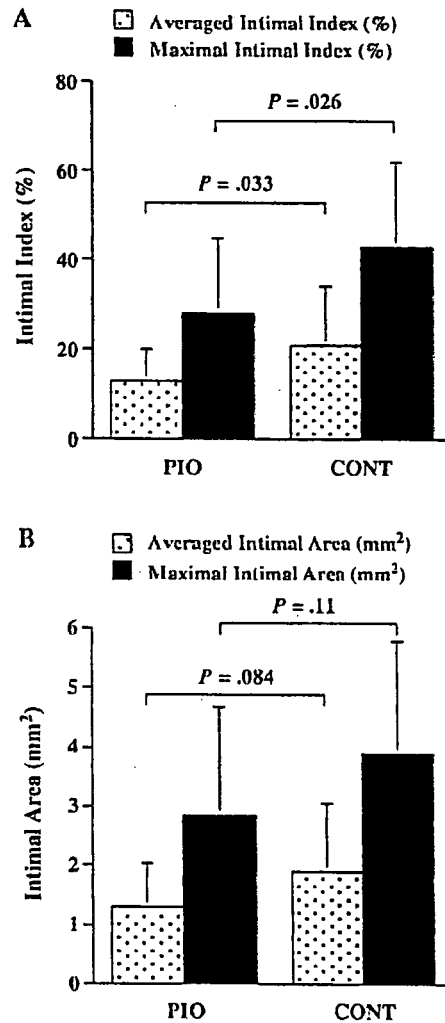 A
Averaged Intimal Index (%)
Maximal Intimal Index (%)
80
P = .026
60
P = .033
40
20
0
Intimal Index (%)
PIO CONT
B
Averaged Intimal Area (mm²)
Maximal Intimal Area (mm²)
P = .11
6
P = .084
5
4
3
2
1
0
Intimal Area (mm²)
PIO CONT